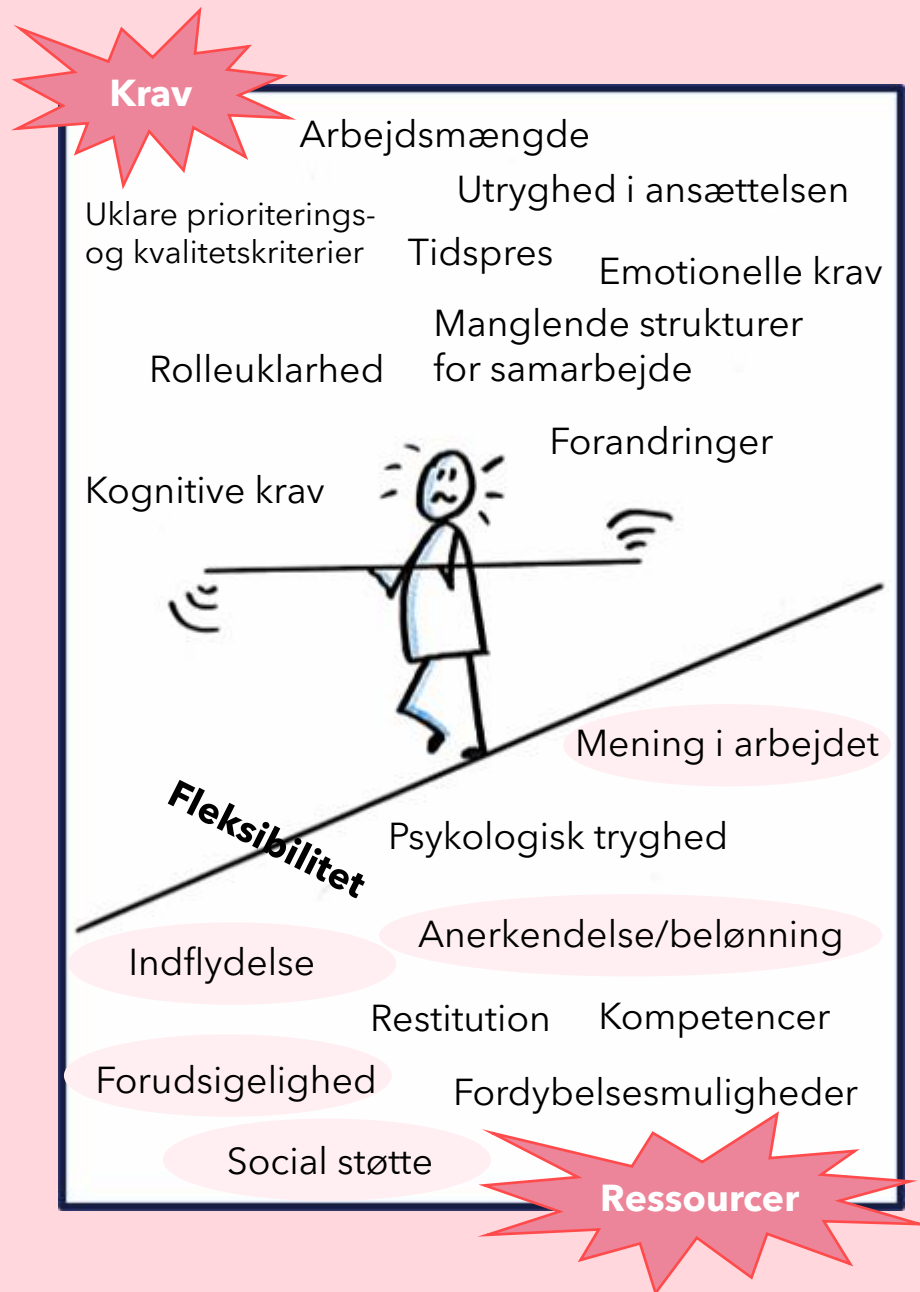 Krav
Arbejdsmængde
Utryghed i ansættelsen
Uklare prioriterings-
og kvalitetskriterier
Tidspres
Emotionelle krav
Manglende strukturer
for samarbejde
Rolleuklarhed
Forandringer
Kognitive krav
Mening i arbejdet
Fleksibilitet
Psykologisk tryghed
Anerkendelse/belønning
Indflydelse
Restitution
Kompetencer
Forudsigelighed
Fordybelsesmuligheder
Social støtte
Ressourcer